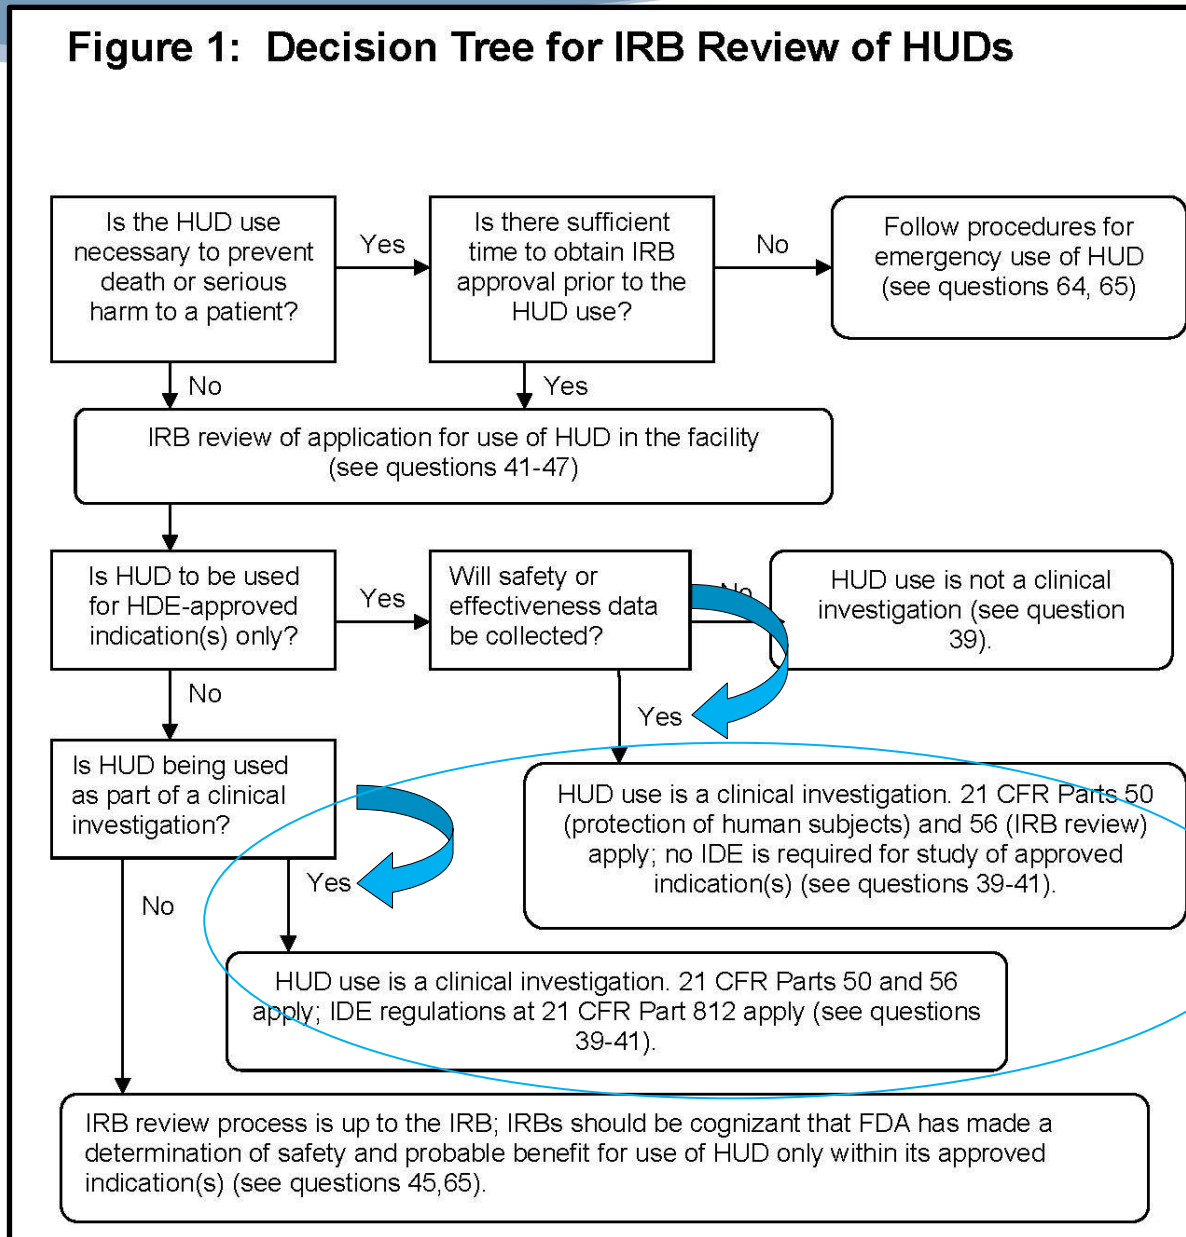 Figure 1:  Decision Tree for IRB Review of HUDs
Is the HUD use
necessary to prevent
death or serious
harm to a patient?
Yes
Is there sufficient
time to obtain IRB
approval prior to the
HUD use?
No
Follow procedures for
emergency use of HUD
(see questions 64, 65)
No
Yes
IRB review of application for use of HUD in the facility
(see questions 41-47)
Is HUD to be used
for HDE-approved
indication(s) only?
Yes
Will safety or
effectiveness data
be collected?
No
HUD use is not a clinical
investigation (see question
39).
No
Yes
Is HUD being used
as part of a clinical
investigation?
HUD use is a clinical investigation. 21 CFR Parts 50
(protection of human subjects) and 56 (IRB review)
apply; no IDE is required for study of approved
indication(s) (see questions 39-41).
Yes
No
HUD use is a clinical investigation. 21 CFR Parts 50 and 56
apply; IDE regulations at 21 CFR Part 812 apply (see questions
39-41).
IRB review process is up to the IRB; IRBs should be cognizant that FDA has made a
determination of safety and probable benefit for use of HUD only within its approved
indication(s) (see questions 45,65).